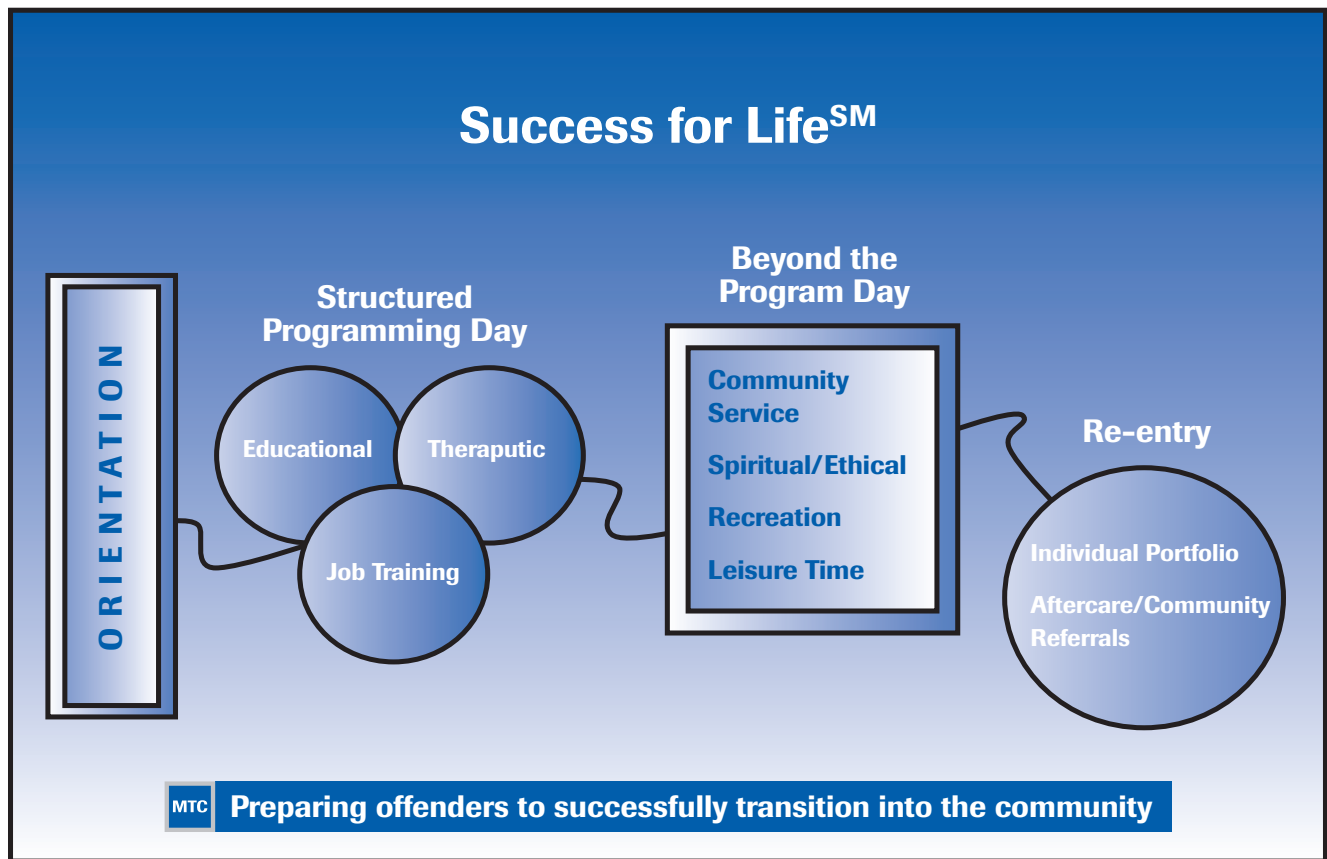 Success for LifeSM
ORIENTATION
Structured
Programming Day
Educational
Theraputic
Job Training
Beyond the
Program Day
Community
Service
Spiritual/Ethical
Recreation
Leisure Time
Re-entry
Individual Portfolio
Aftercare/Community
Referrals
MTC Preparing offenders to successfully transition into the community